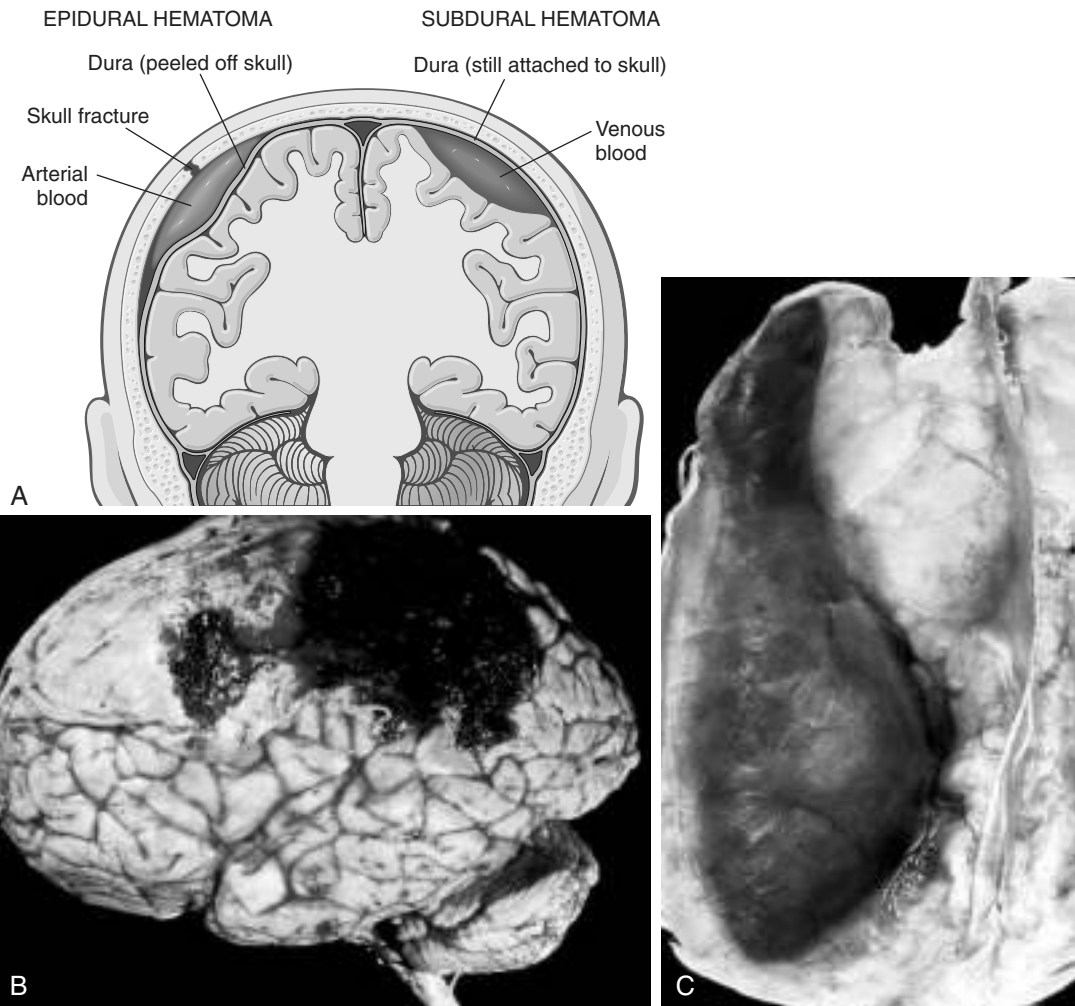 EPIDURAL HEMATOMA
SUBDURAL HEMATOMA
Dura (peeled off skull)
Dura (still attached to skull)
Skull fracture
Venous
blood
Arterial
blood
A
B
C